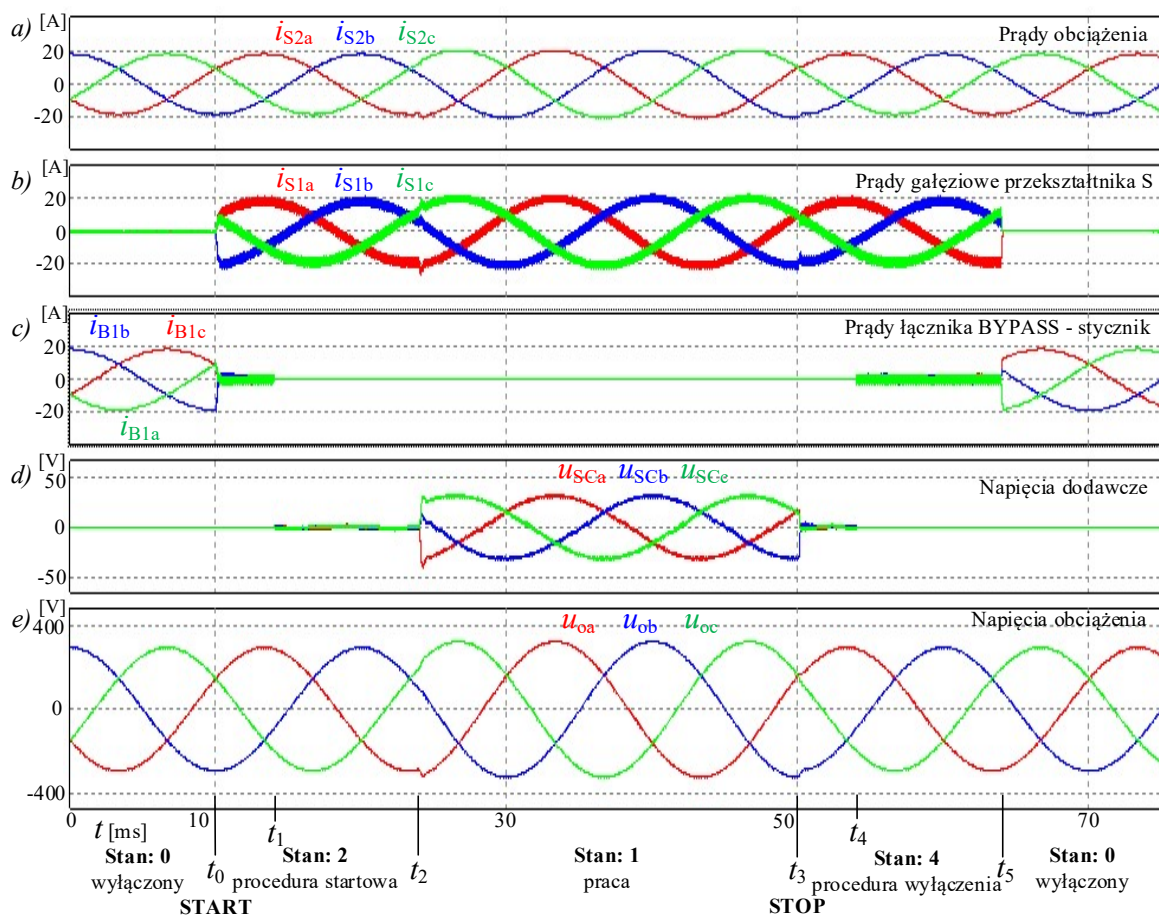 a) [A] i_S2a i_S2b i_S2c Prądy obciążenia
20
0
-20
b) [A] i_S1a i_S1b i_S1c Prądy gałęziowe przekształtnika S
20
0
-20
c) [A] i_B1b i_B1c Prądy łącznika BYPASS - stycznik
20
0
-20
i_B1a
d) [V] u_SCa u_SCb u_SCc Napięcia dodawcze
50
0
-50
e) [V] u_oa u_ob u_oc Napięcia obciążenia
400
0
-400
0 t [ms] 10 t_1 30 50 t_4 70
Stan: 0 t_0 Stan: 2 t_2 Stan: 1 t_3 Stan: 4 t_5 Stan: 0
wyłączony procedura startowa praca procedura wyłączenia wyłączony
START STOP